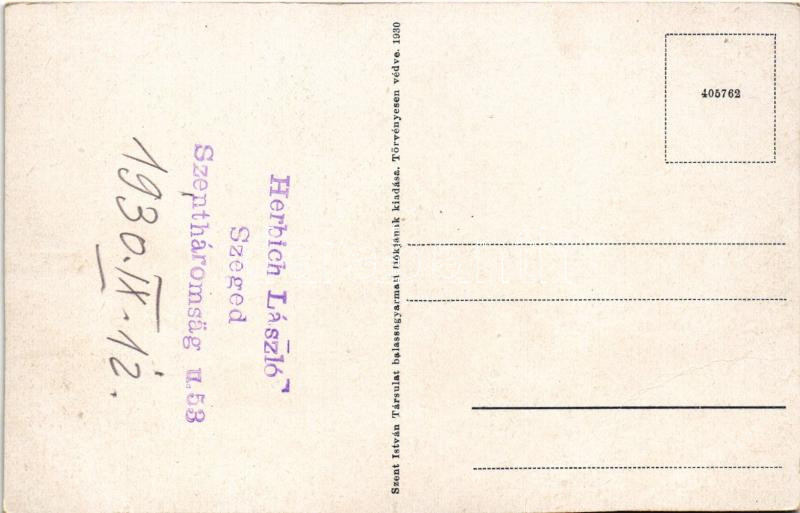 Herbich László
Szeged
Szentháromság u.53
1930.IX.12.
Szent István Társulat balassagyarmati fiókjának kiadása. Törvényesen védve. 1930
405762